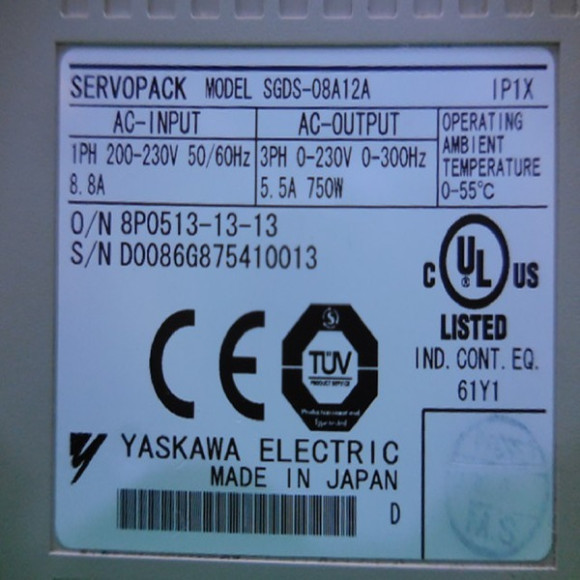 SERVOPACK MODEL SGDS-08A12A IP1X
AC-INPUT
1PH 200-230V 50/60Hz
8.8A
AC-OUTPUT
3PH 0-230V 0-300Hz
5.5A 750W
OPERATING
AMBIENT
TEMPERATURE
0-55℃
O/N 8P0513-13-13
S/N D0086G875410013
C UL US
®
LISTED
IND. CONT. EQ.
61Y1
CE
TÜV
PRODUCT SERVICE
YASKAWA ELECTRIC
MADE IN JAPAN
D